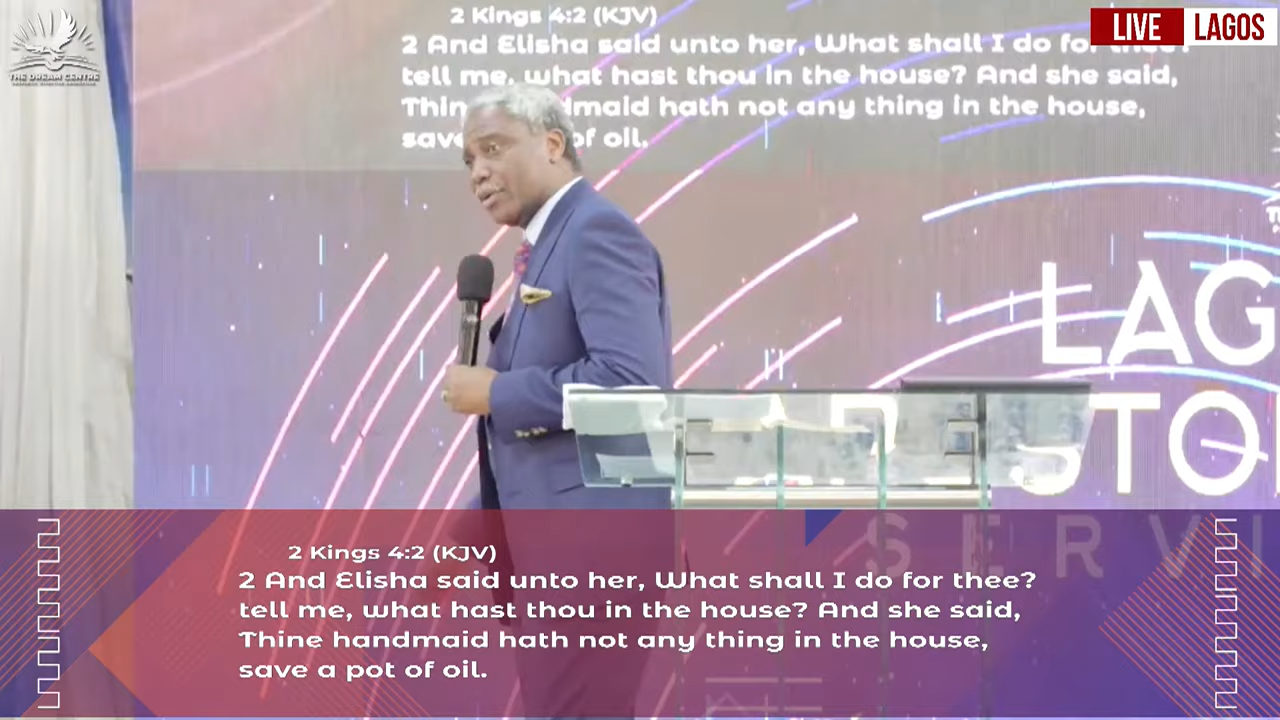 THE DREAM CENTRE
LIVE LAGOS
2 Kings 4:2 (KJV)
2 And Elisha said unto her, What shall I do for thee?
tell me, what hast thou in the house? And she said,
hath not any thing in the house,
save of oil.
LAG
STO
SERVI
2 Kings 4:2 (KJV)
2 And Elisha said unto her, What shall I do for thee?
tell me, what hast thou in the house? And she said,
Thine handmaid hath not any thing in the house,
save a pot of oil.